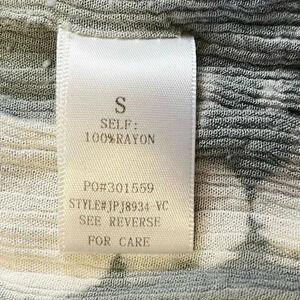 S
SELF:
100%RAYON
PO#301559
STYLE#JPJ8934-VC
SEE REVERSE
FOR CARE